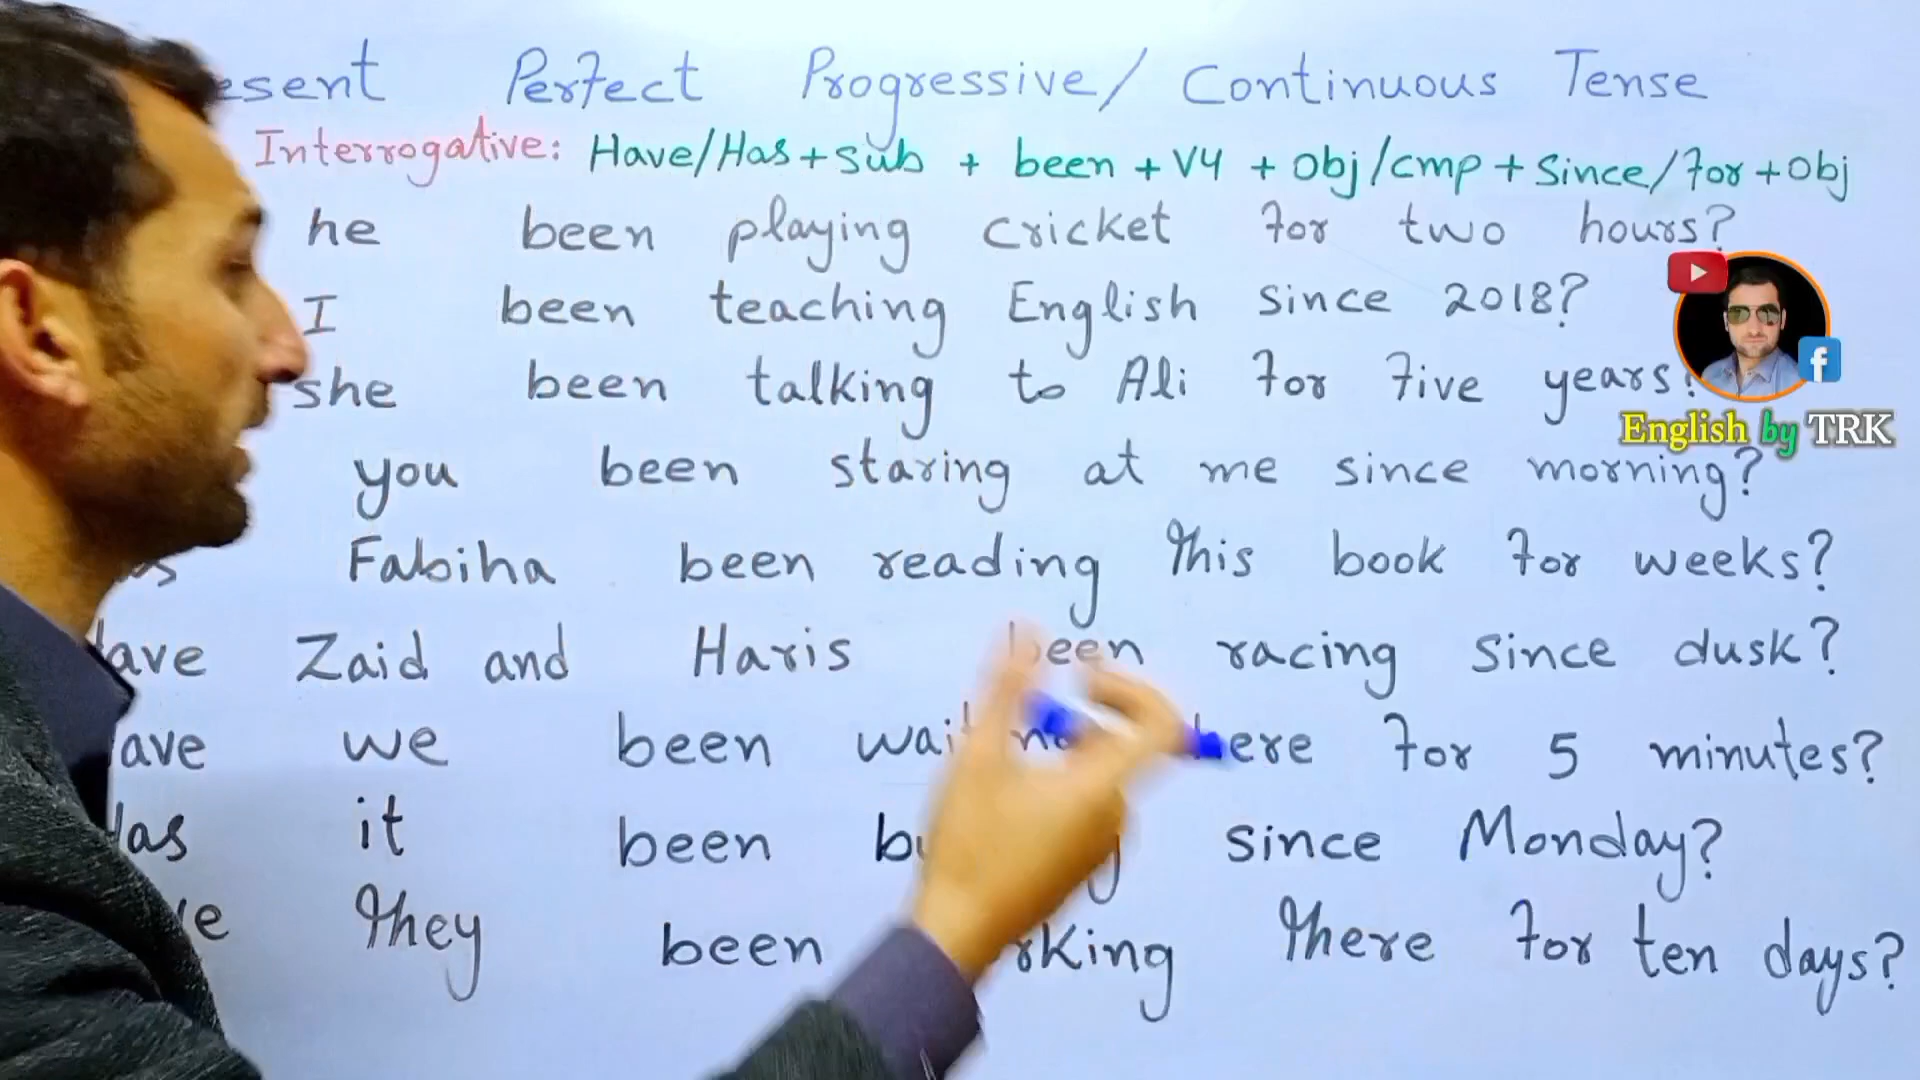 esent Perfect Progressive/Continuous Tense
Interrogative: Have/Has + Sub + been + V4 + Obj/cmp + Since/for + Obj
he been playing cricket for two hours?
I been teaching English since 2018?
she been talking to Ali for five years?
English by TRK
you been staring at me since morning?
Fabiha been reading this book for weeks?
ave Zaid and Haris been racing since dusk?
ave we been here for 5 minutes?
as it been since Monday?
they been rking there for ten days?